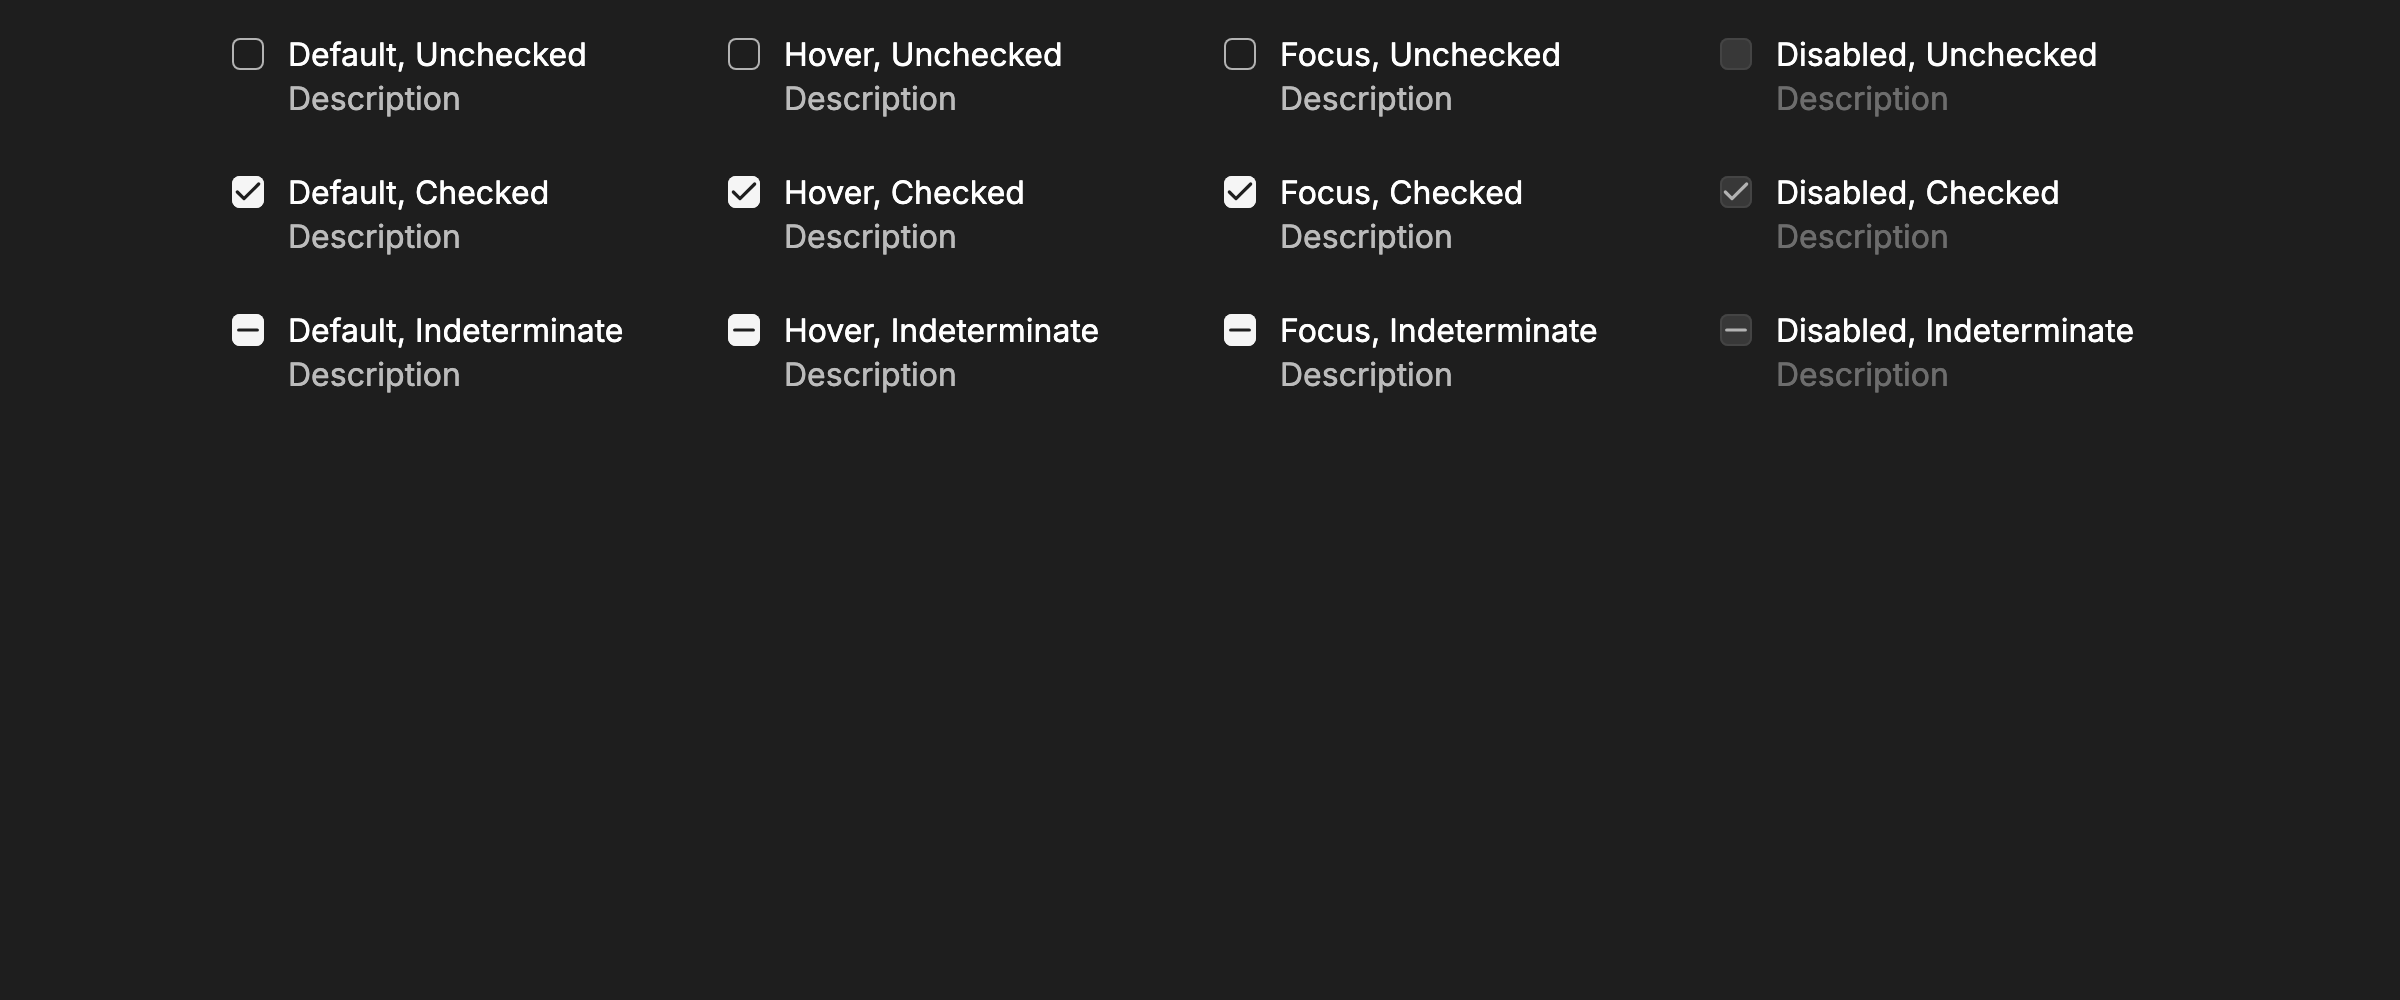 Default, Unchecked
Description
Hover, Unchecked
Description
Focus, Unchecked
Description
Disabled, Unchecked
Description
Default, Checked
Description
Hover, Checked
Description
Focus, Checked
Description
Disabled, Checked
Description
Default, Indeterminate
Description
Hover, Indeterminate
Description
Focus, Indeterminate
Description
Disabled, Indeterminate
Description